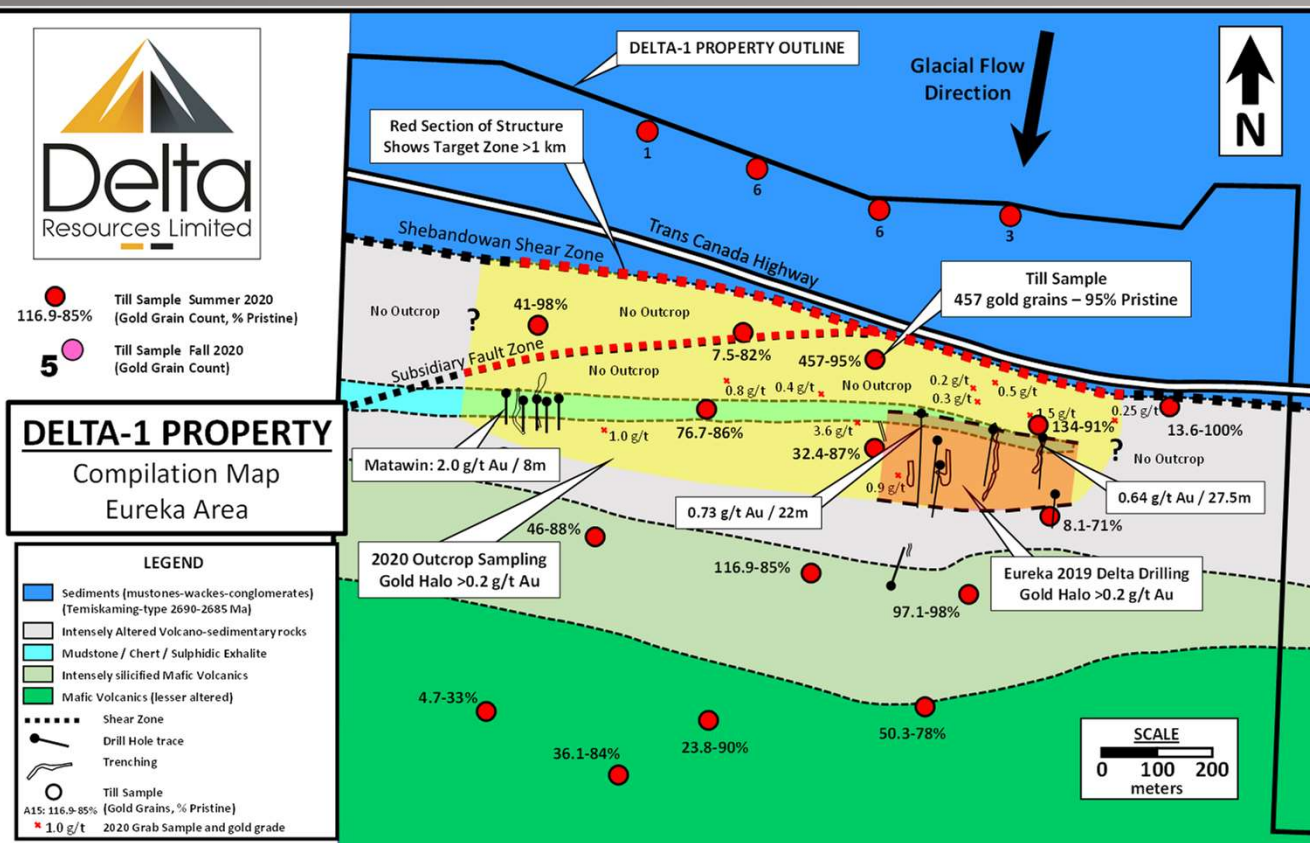 Delta
Resources Limited
116.9-85%
Till Sample Summer 2020
(Gold Grain Count, % Pristine)
5
Till Sample Fall 2020
(Gold Grain Count)
DELTA-1 PROPERTY
Compilation Map
Eureka Area
LEGEND
Sediments (mustones-wackes-conglomerates)
(Temiskaming-type 2690-2685 Ma)
Intensely Altered Volcano-sedimentary rocks
Mudstone / Chert / Sulphidic Exhalite
Intensely silicified Mafic Volcanics
Mafic Volcanics (lesser altered)
Shear Zone
Drill Hole trace
Trenching
Till Sample
A15: 116.9-85% (Gold Grains, % Pristine)
1.0 g/t 2020 Grab Sample and gold grade
DELTA-1 PROPERTY OUTLINE
Glacial Flow
Direction
N
Red Section of Structure
Shows Target Zone >1 km
1
6
6
3
Shebandowan Shear Zone
Trans Canada Highway
Till Sample
457 gold grains – 95% Pristine
No Outcrop
?
41-98%
No Outcrop
7.5-82%
457-95%
Subsidiary Fault Zone
No Outcrop
0.8 g/t
0.4 g/t
No Outcrop
0.2 g/t
0.3 g/t
0.5 g/t
1.5 g/t
0.25 g/t
134-91%
13.6-100%
?
No Outcrop
76.7-86%
1.0 g/t
3.6 g/t
32.4-87%
0.9 g/t
Matawin: 2.0 g/t Au / 8m
0.73 g/t Au / 22m
0.64 g/t Au / 27.5m
8.1-71%
46-88%
2020 Outcrop Sampling
Gold Halo >0.2 g/t Au
116.9-85%
97.1-98%
Eureka 2019 Delta Drilling
Gold Halo >0.2 g/t Au
4.7-33%
36.1-84%
23.8-90%
50.3-78%
SCALE
0 100 200
meters